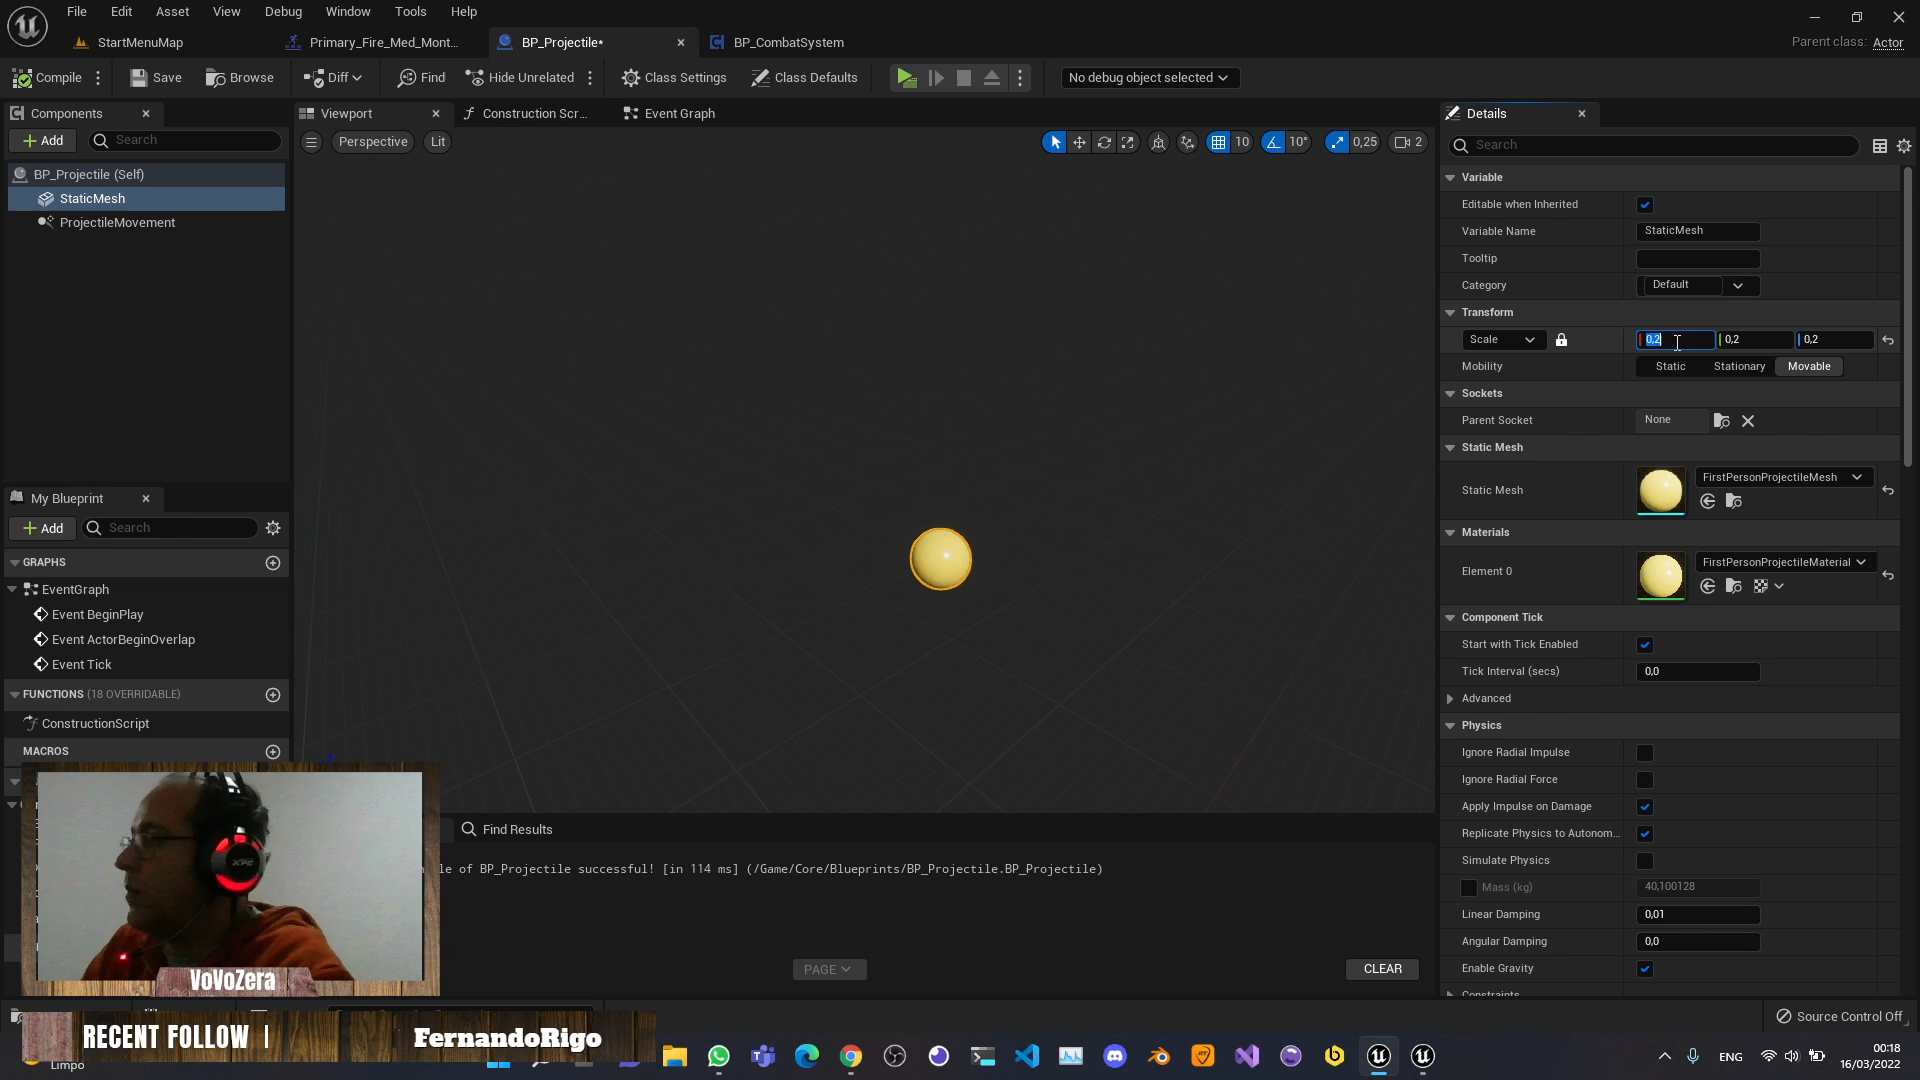 File Edit Asset View Debug Window Tools Help
StartMenuMap Primary_Fire_Med_Mont... BP_Projectile* BP_CombatSystem
Parent class: Actor
Compile Save Browse Diff Find Hide Unrelated Class Settings Class Defaults No debug object selected
Components
Add Search
BP_Projectile (Self)
StaticMesh
ProjectileMovement
My Blueprint
Add Search
GRAPHS
EventGraph
Event BeginPlay
Event ActorBeginOverlap
Event Tick
FUNCTIONS (18 OVERRIDABLE)
ConstructionScript
MACROS
Viewport Construction Scr... Event Graph
Perspective Lit 10 10° 0,25 2
Find Results
le of BP_Projectile successful! [in 114 ms] (/Game/Core/Blueprints/BP_Projectile.BP_Projectile)
PAGE CLEAR
Details
Search
Variable
Editable when Inherited
Variable Name StaticMesh
Tooltip
Category Default
Transform
Scale 0,2 0,2 0,2
Mobility Static Stationary Movable
Sockets
Parent Socket None
Static Mesh
Static Mesh FirstPersonProjectileMesh
Materials
Element 0 FirstPersonProjectileMaterial
Component Tick
Start with Tick Enabled
Tick Interval (secs) 0,0
Advanced
Physics
Ignore Radial Impulse
Ignore Radial Force
Apply Impulse on Damage
Replicate Physics to Autonom...
Simulate Physics
Mass (kg) 40,100128
Linear Damping 0,01
Angular Damping 0,0
Enable Gravity
Constraints
Source Control Off
XPC
VoVoZera
RECENT FOLLOW | FernandoRigo
Limpo
ENG
00:18
16/03/2022